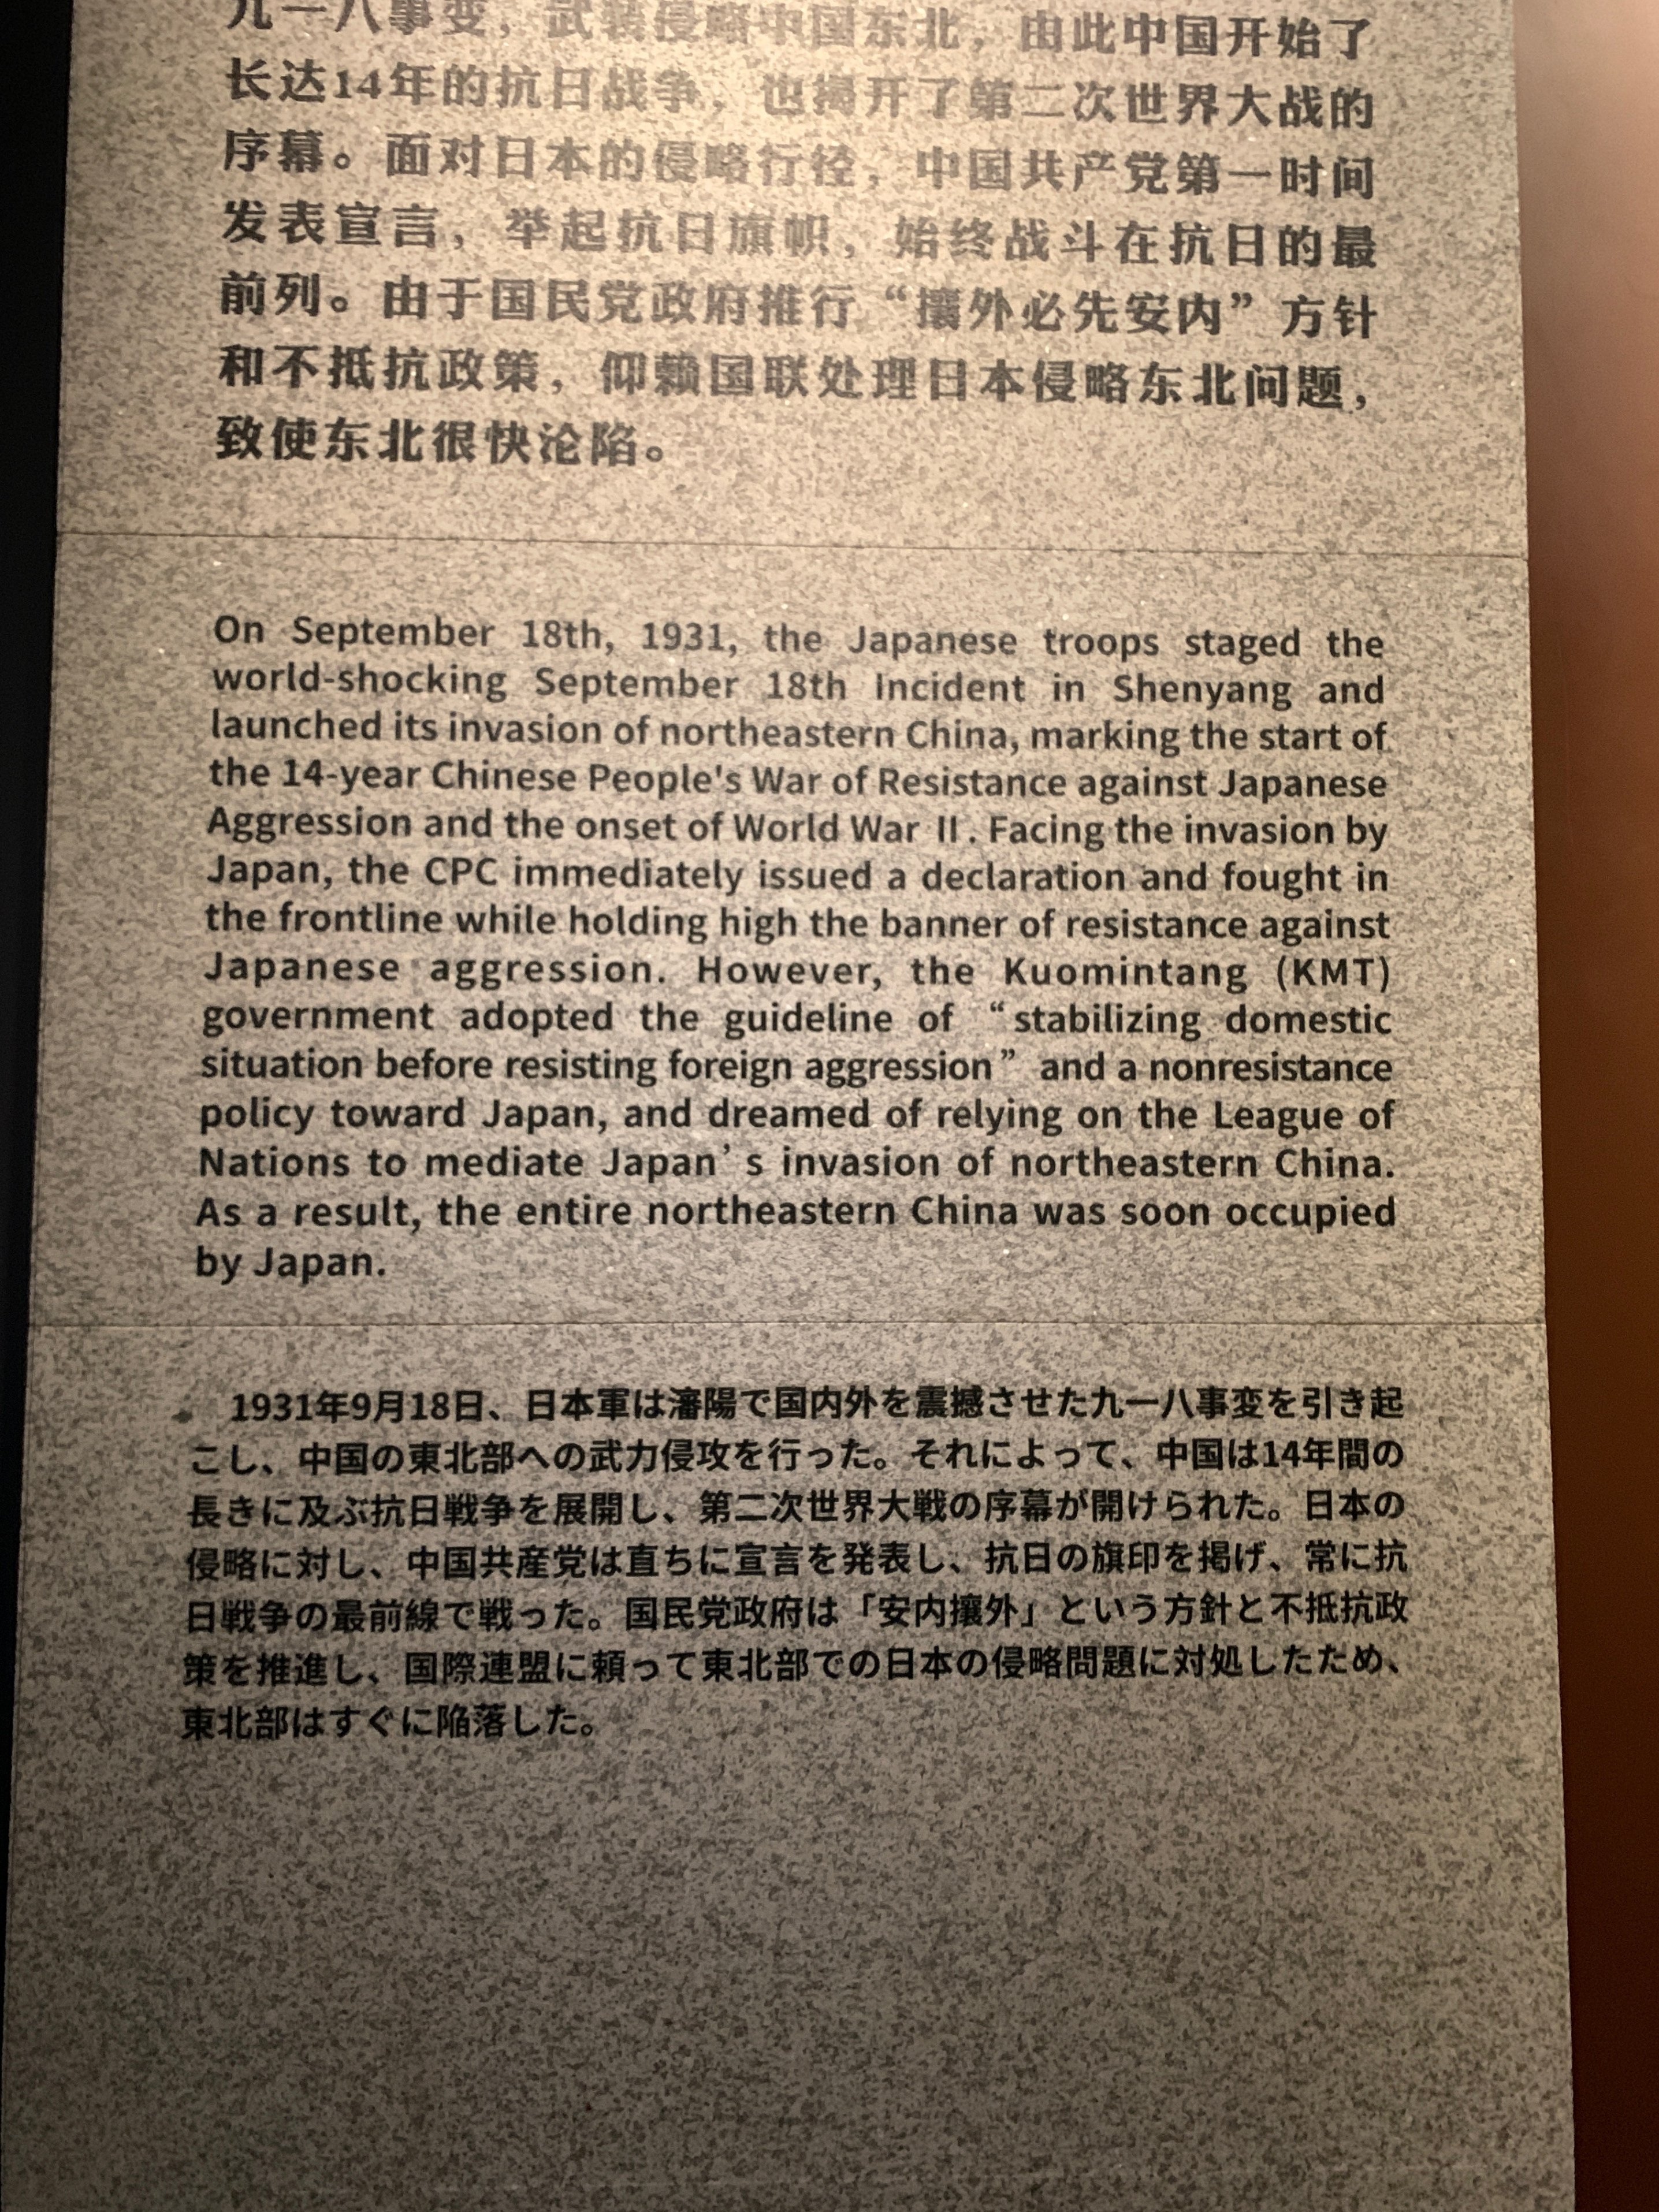 九一八事变，武装侵略中国东北，由此中国开始了
长达14年的抗日战争，也揭开了第二次世界大战的
序幕。面对日本的侵略行径，中国共产党第一时间
发表宣言，举起抗日旗帜，始终战斗在抗日的最
前列。由于国民党政府推行“攘外必先安内”方针
和不抵抗政策，仰赖国联处理日本侵略东北问题，
致使东北很快沦陷。
On September 18th, 1931, the Japanese troops staged the
world-shocking September 18th Incident in Shenyang and
launched its invasion of northeastern China, marking the start of
the 14-year Chinese People's War of Resistance against Japanese
Aggression and the onset of World War II. Facing the invasion by
Japan, the CPC immediately issued a declaration and fought in
the frontline while holding high the banner of resistance against
Japanese aggression. However, the Kuomintang (KMT)
government adopted the guideline of “stabilizing domestic
situation before resisting foreign aggression” and a nonresistance
policy toward Japan, and dreamed of relying on the League of
Nations to mediate Japan’s invasion of northeastern China.
As a result, the entire northeastern China was soon occupied
by Japan.
1931年9月18日、日本軍は瀋陽で国内外を震撼させた九一八事変を引き起
こし、中国の東北部への武力侵攻を行った。それによって、中国は14年間の
長きに及ぶ抗日戦争を展開し、第二次世界大戦の序幕が開けられた。日本の
侵略に対し、中国共産党は直ちに宣言を発表し、抗日の旗印を掲げ、常に抗
日戦争の最前線で戦った。国民党政府は「安内攘外」という方針と不抵抗政
策を推進し、国際連盟に頼って東北部での日本の侵略問題に対処したため、
東北部はすぐに陥落した。